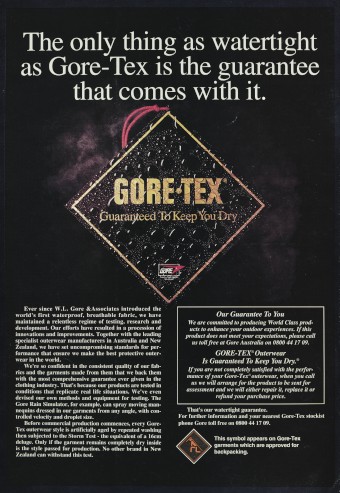 The only thing as watertight
as Gore-Tex is the guarantee
that comes with it.
GORE-TEX®
Guaranteed To Keep You Dry
GORE
Ever since W.L. Gore &Associates introduced the
world's first waterproof, breathable fabric, we have
maintained a relentless regime of testing, research and
development. Our efforts have resulted in a procession of
innovations and improvements. Together with the leading
specialist outerwear manufacturers in Australia and New
Zealand, we have set uncompromising standards for per-
formance that ensure we make the best protective outer-
wear in the world.
We're so confident in the consistent quality of our fab-
rics and the garments made from them that we back them
with the most comprehensive guarantee ever given in the
clothing industry. That's because our products are tested in
conditions that replicate real life situations. We've even
devised our own methods and equipment for testing. The
Gore Rain Simulator, for example, can spray moving man-
nequins dressed in our garments from any angle, with con-
trolled velocity and droplet size.
Before commercial production commences, every Gore-
Tex outerwear style is artificially aged by repeated washing
then subjected to the Storm Test - the equivalent of a 16cm
deluge. Only if the garment remains completely dry inside
is the style passed for production. No other brand in New
Zealand can withstand this test.
Our Guarantee To You
We are committed to producing World Class prod-
ucts to enhance your outdoor experiences. If this
product does not meet your expectations, please call
us toll free at Gore Australia on 0800 44 17 09.
GORE-TEX® Outerwear
Is Guaranteed To Keep You Dry.®
If you are not completely satisfied with the perfor-
mance of your Gore-Tex® outerwear, when you call
us we will arrange for the product to be sent for
assessment and we will either repair it, replace it or
refund your purchase price.
That's our watertight guarantee.
For further information and your nearest Gore-Tex stockist
phone Gore toll free on 0800 44 17 09.
This symbol appears on Gore-Tex
garments which are approved for
backpacking.